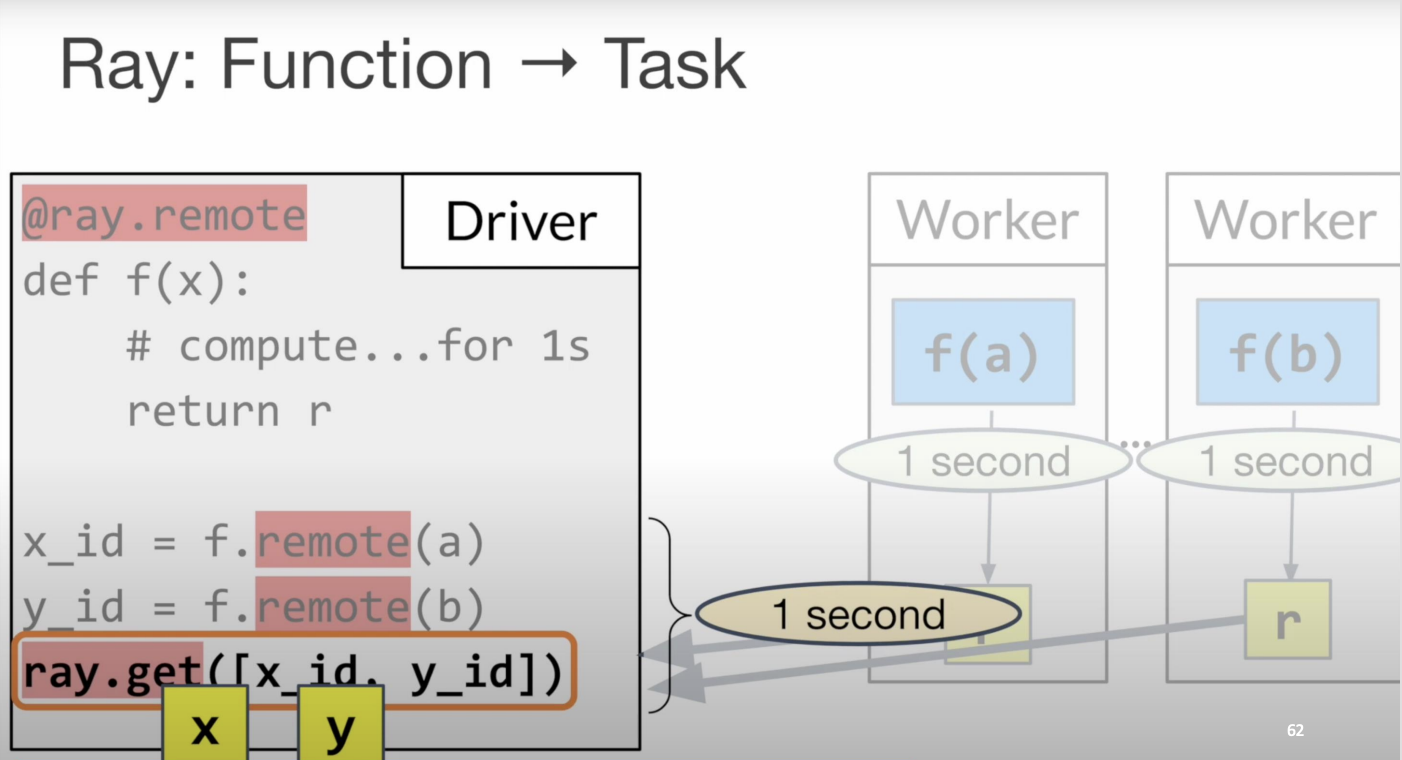 Ray: Function → Task
@ray.remote
Driver
def f(x):
    # compute...for 1s
    return r
x_id = f.remote(a)
y_id = f.remote(b)
ray.get([x_id, y_id])
x
y
1 second
Worker
f(a)
1 second
...
Worker
f(b)
1 second
r
62